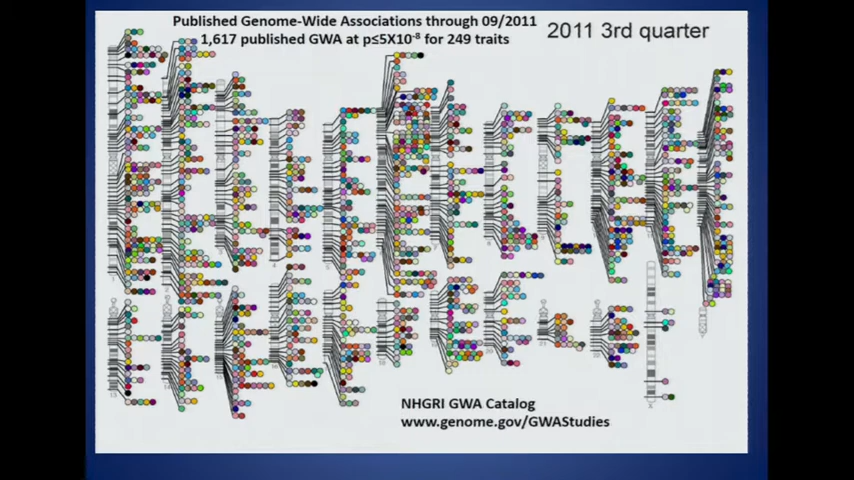 Published Genome-Wide Associations through 09/2011
1,617 published GWA at p≤5X10-8 for 249 traits
2011 3rd quarter
NHGRI GWA Catalog
www.genome.gov/GWAStudies